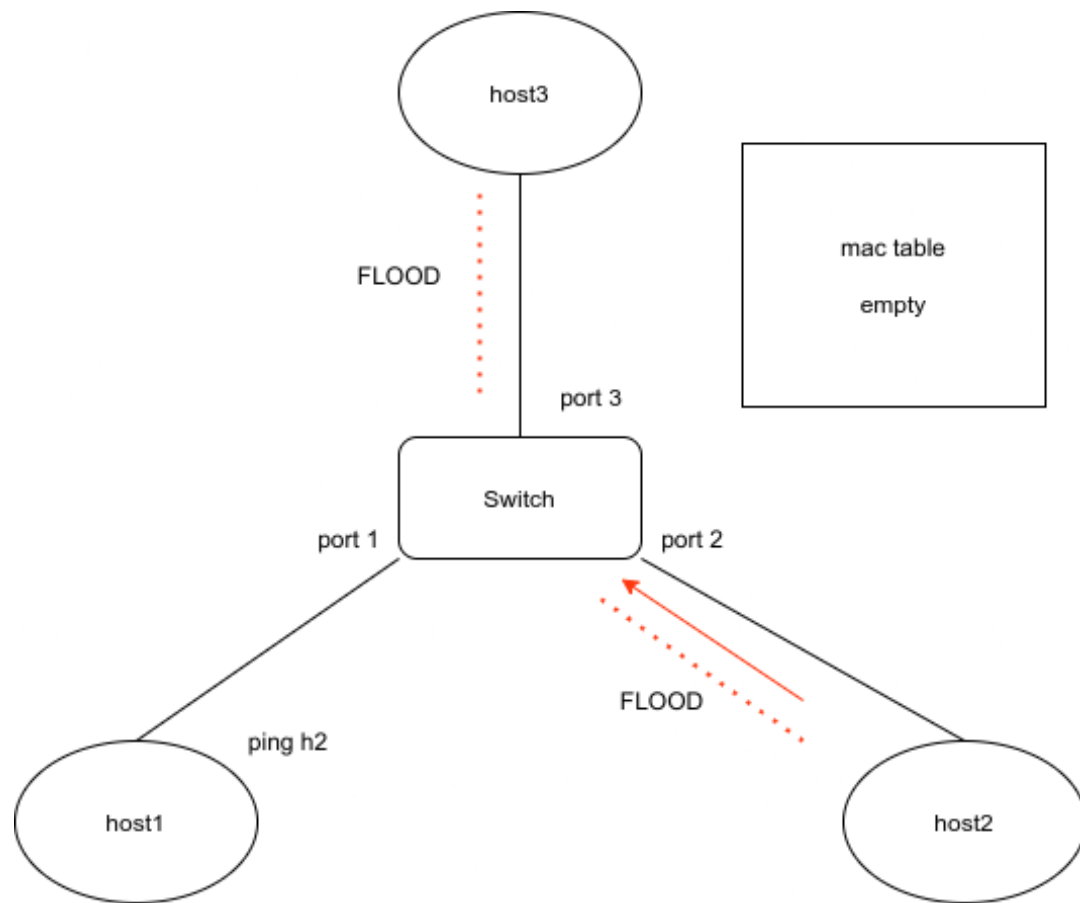 host3
mac table
empty
FLOOD
port 3
Switch
port 1
port 2
FLOOD
ping h2
host1
host2